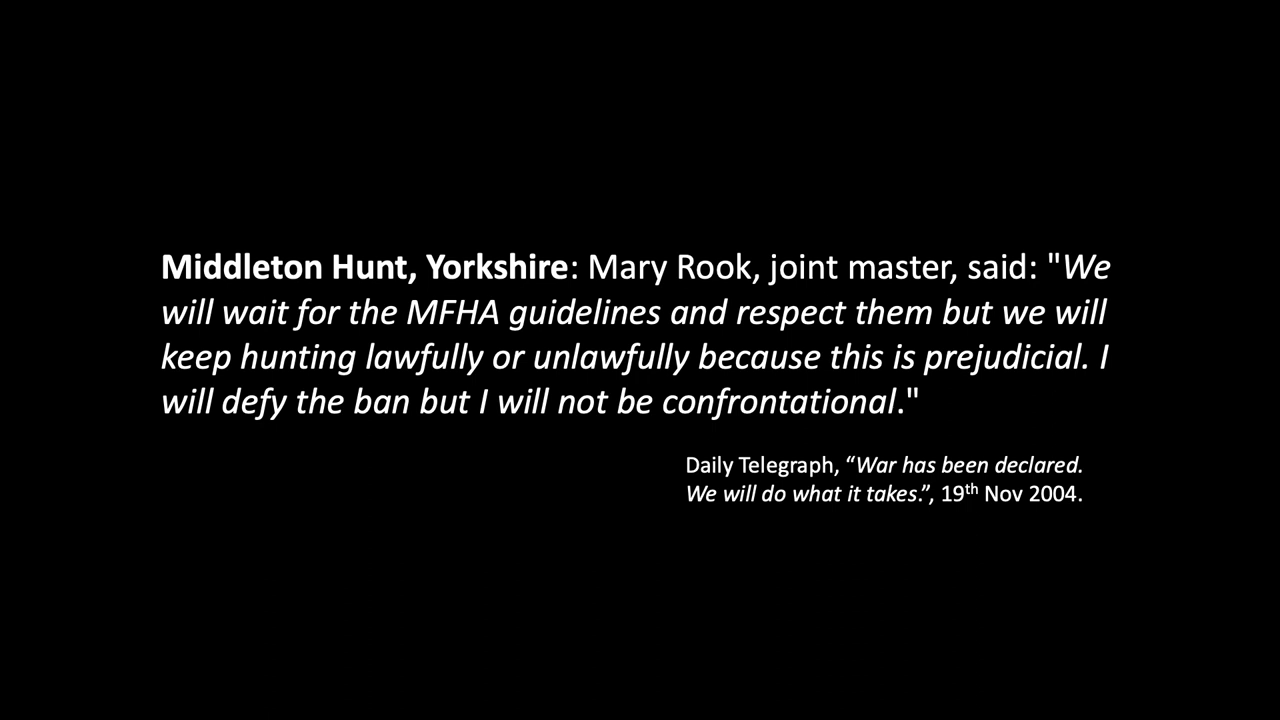 Middleton Hunt, Yorkshire: Mary Rook, joint master, said: "We
will wait for the MFHA guidelines and respect them but we will
keep hunting lawfully or unlawfully because this is prejudicial. I
will defy the ban but I will not be confrontational."
Daily Telegraph, “War has been declared.
We will do what it takes.”, 19th Nov 2004.